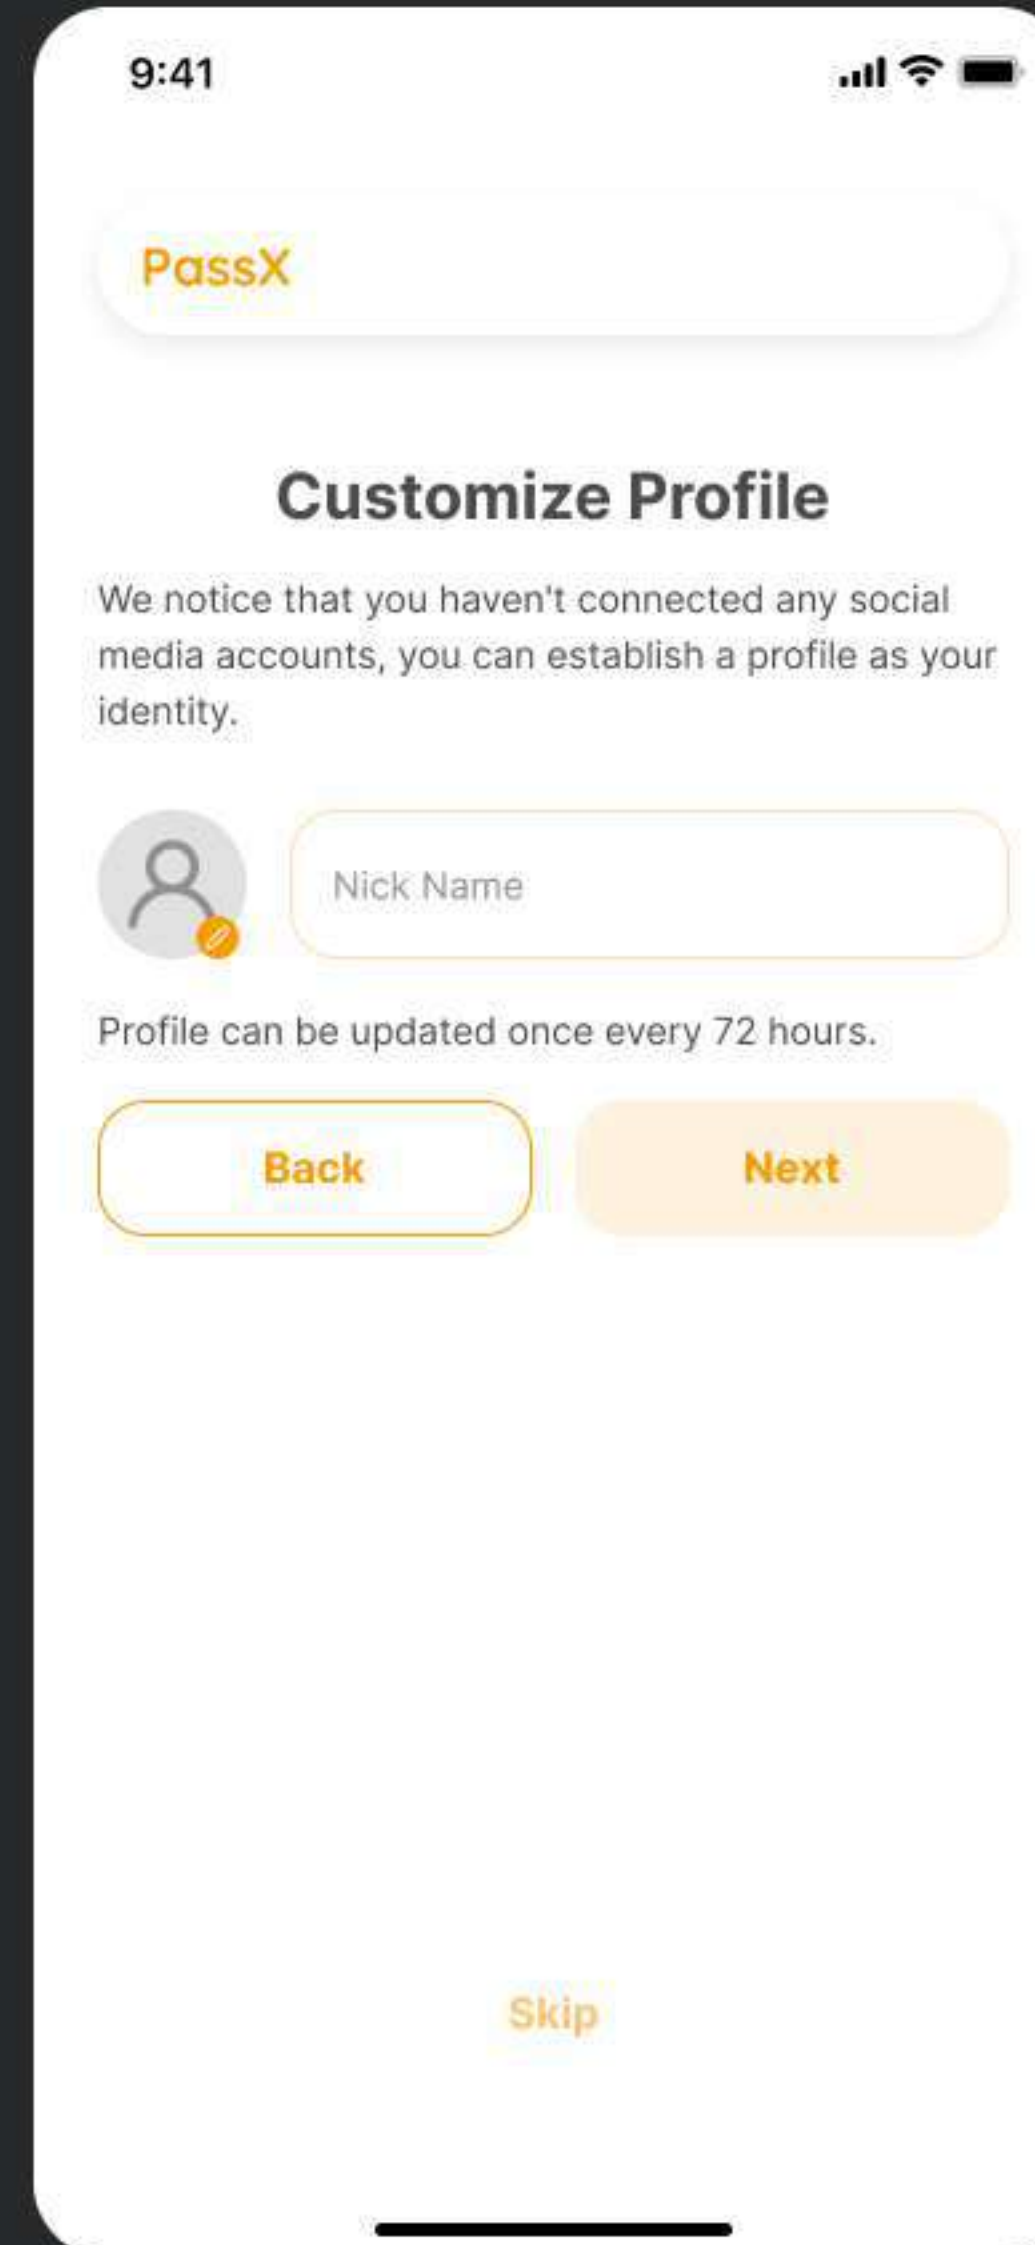 9:41
PassX
Customize Profile
We notice that you haven't connected any social
media accounts, you can establish a profile as your
identity.
Nick Name
Profile can be updated once every 72 hours.
Back
Next
Skip